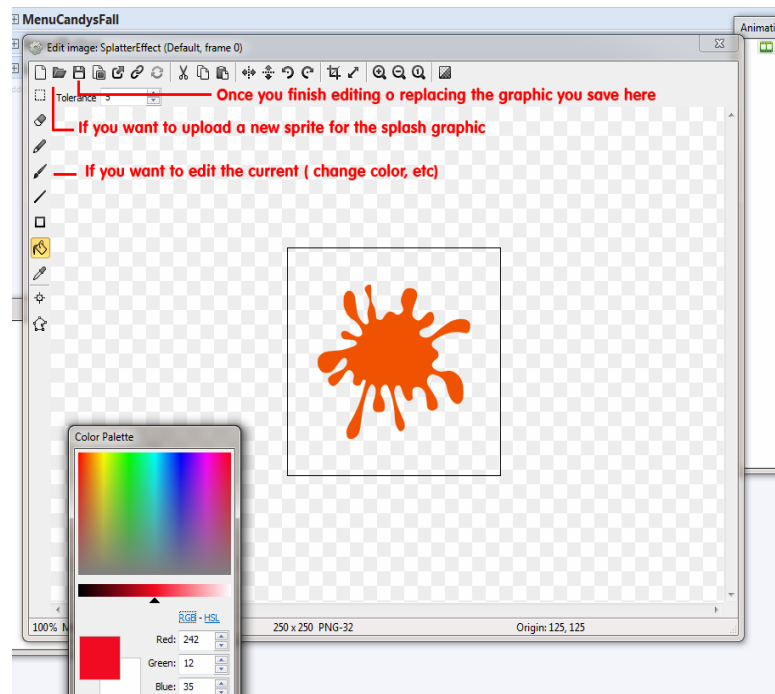 MenuCandysFall
Animati
Edit image: SplatterEffect (Default, frame 0)
Once you finish editing o replacing the graphic you save here
Tolerance 5
If you want to upload a new sprite for the splash graphic
If you want to edit the current ( change color, etc)
Color Palette
RGB - HSL
100% M
250 x 250 PNG-32
Origin: 125, 125
Red: 242
Green: 12
Blue: 35